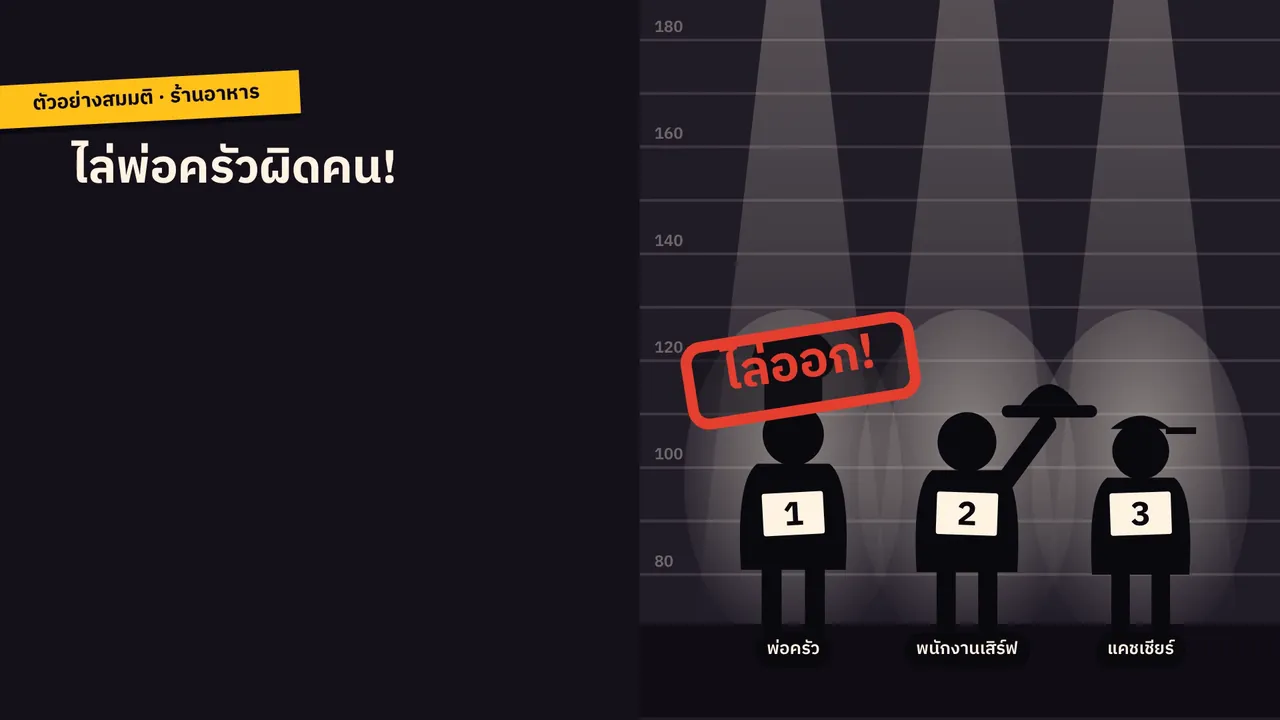 ตัวอย่างสมมติ · ร้านอาหาร
ไล่พ่อครัวผิดคน!
180
160
140
120
100
80
ไล่ออก!
1
2
3
พ่อครัว
พนักงานเสิร์ฟ
แคชเชียร์